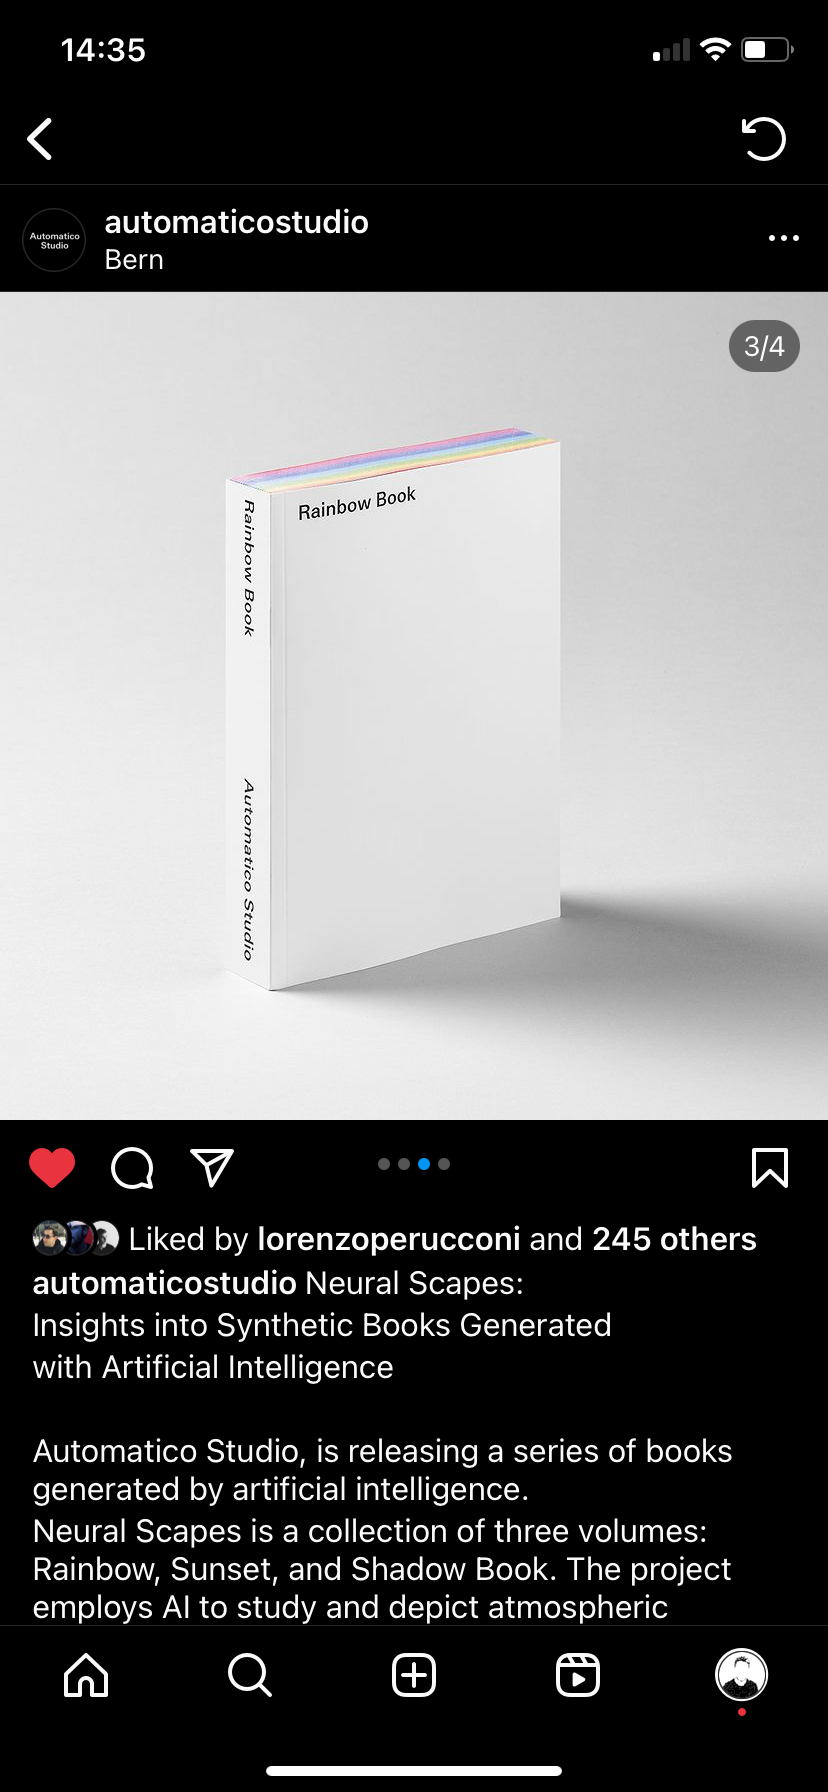 14:35
Automatico
Studio
automaticostudio
Bern
3/4
Rainbow Book
Rainbow Book
Automatico Studio
Liked by lorenzoperucconi and 245 others
automaticostudio Neural Scapes:
Insights into Synthetic Books Generated
with Artificial Intelligence
Automatico Studio, is releasing a series of books
generated by artificial intelligence.
Neural Scapes is a collection of three volumes:
Rainbow, Sunset, and Shadow Book. The project
employs AI to study and depict atmospheric